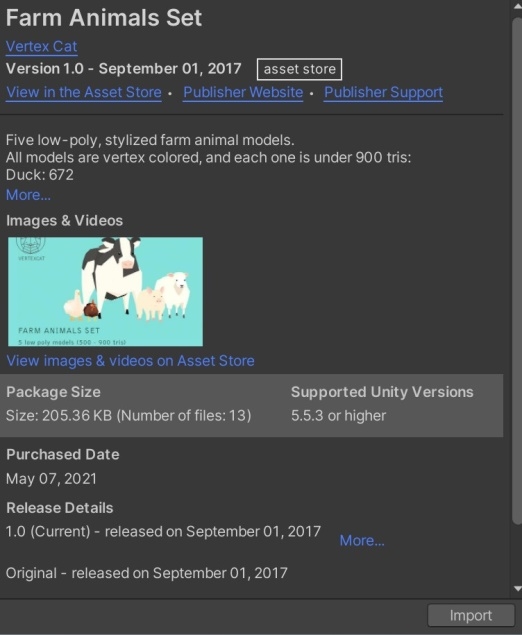 Farm Animals Set
Vertex Cat
Version 1.0 - September 01, 2017 asset store
View in the Asset Store • Publisher Website • Publisher Support
Five low-poly, stylized farm animal models.
All models are vertex colored, and each one is under 900 tris:
Duck: 672
More...
Images & Videos
VERTEXCAT
FARM ANIMALS SET
5 low poly models (500 - 900 tris)
View images & videos on Asset Store
Package Size Supported Unity Versions
Size: 205.36 KB (Number of files: 13) 5.5.3 or higher
Purchased Date
May 07, 2021
Release Details
1.0 (Current) - released on September 01, 2017 More...
Original - released on September 01, 2017
Import